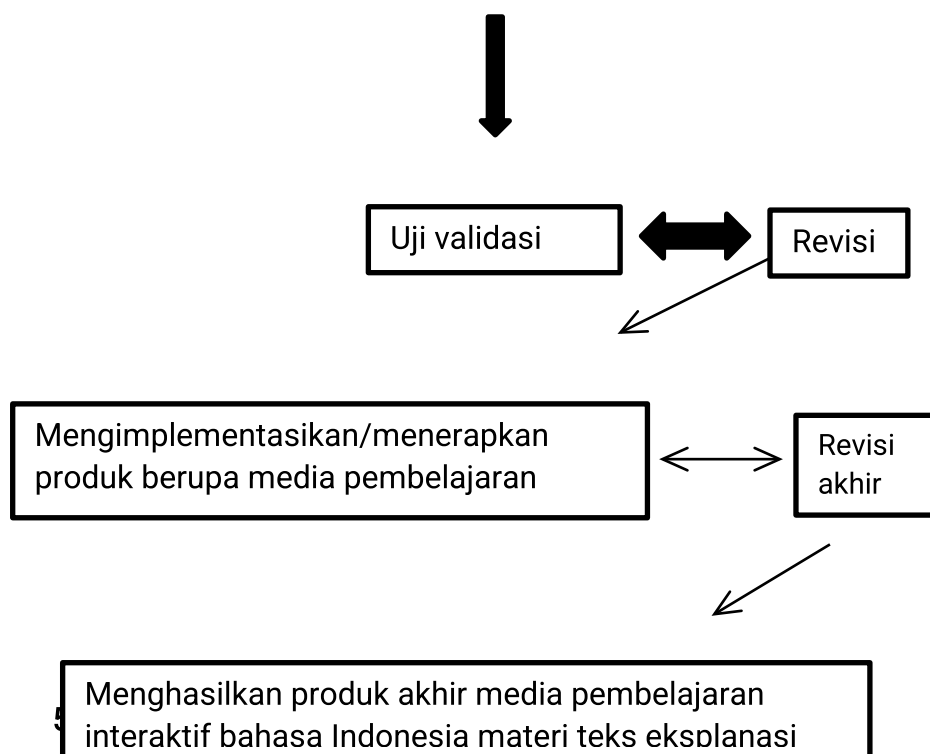 Uji validasi
Revisi
Mengimplementasikan/menerapkan
produk berupa media pembelajaran
Revisi
akhir
Menghasilkan produk akhir media pembelajaran
interaktif bahasa Indonesia materi teks eksplanasi